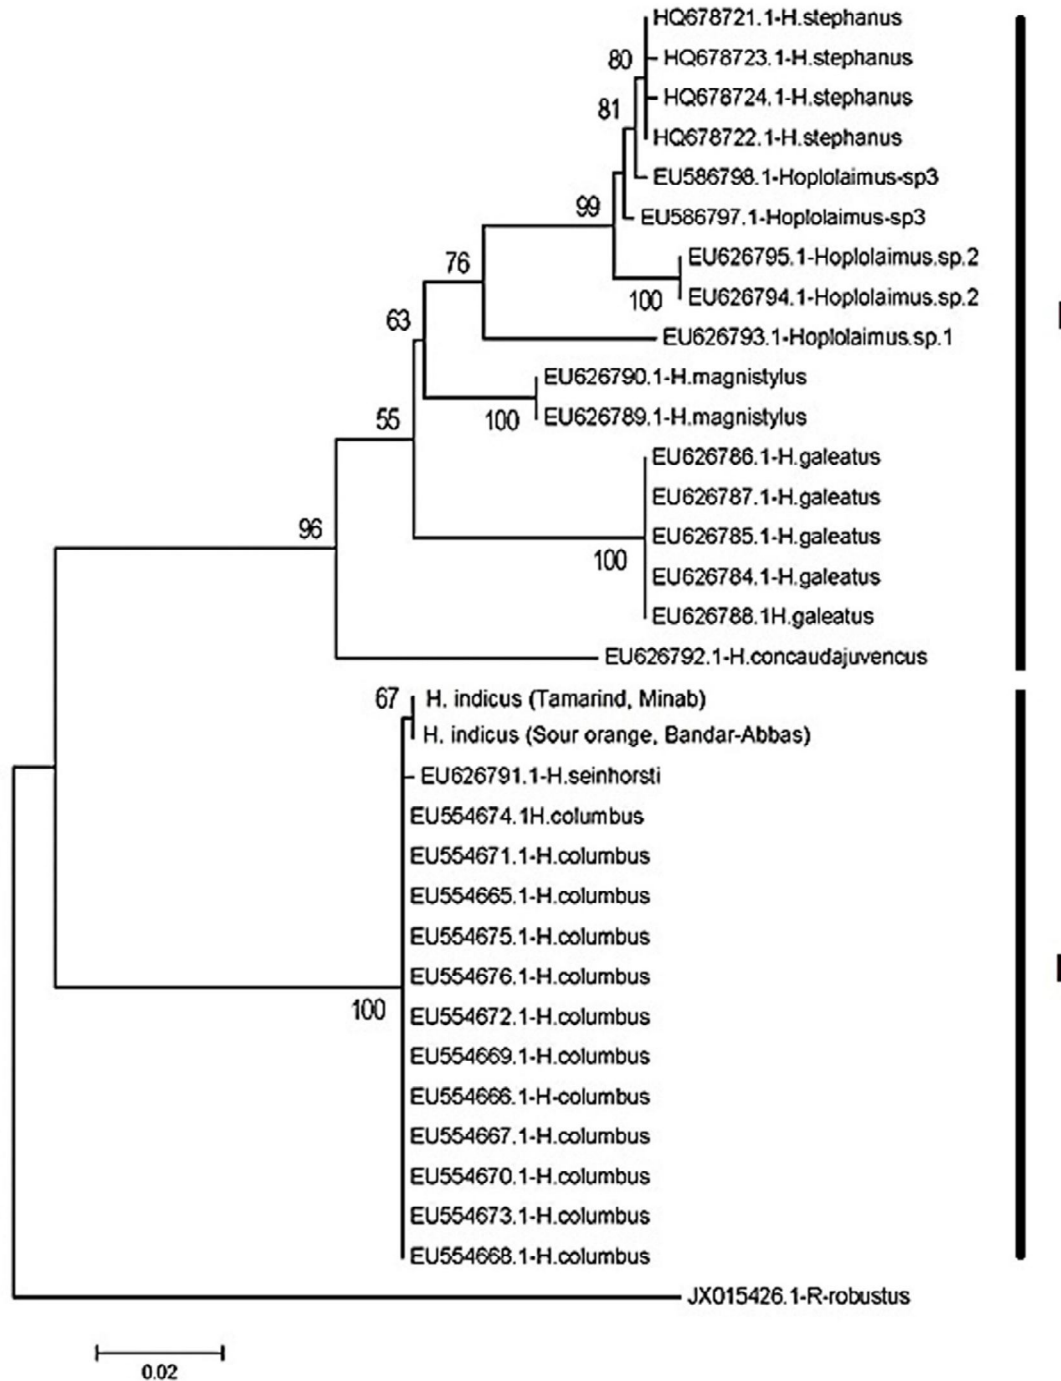 HQ678721.1-H.stephanus
80
HQ678723.1-H.stephanus
81
HQ678724.1-H.stephanus
HQ678722.1-H.stephanus
EU586798.1-Hoplolaimus-sp3
99
EU586797.1-Hoplolaimus-sp3
76
EU626795.1-Hoplolaimus.sp.2
100
EU626794.1-Hoplolaimus.sp.2
63
EU626793.1-Hoplolaimus.sp.1
EU626790.1-H.magnistylus
55
100
EU626789.1-H.magnistylus
EU626786.1-H.galeatus
EU626787.1-H.galeatus
96
EU626785.1-H.galeatus
100
EU626784.1-H.galeatus
EU626788.1H.galeatus
EU626792.1-H.concaudajuvencus
67
H. indicus (Tamarind, Minab)
H. indicus (Sour orange, Bandar-Abbas)
EU626791.1-H.seinhorsti
EU554674.1H.columbus
EU554671.1-H.columbus
EU554665.1-H.columbus
EU554675.1-H.columbus
EU554676.1-H.columbus
100
EU554672.1-H.columbus
EU554669.1-H.columbus
EU554666.1-H-columbus
EU554667.1-H.columbus
EU554670.1-H.columbus
EU554673.1-H.columbus
EU554668.1-H.columbus
JX015426.1-R-robustus
0.02